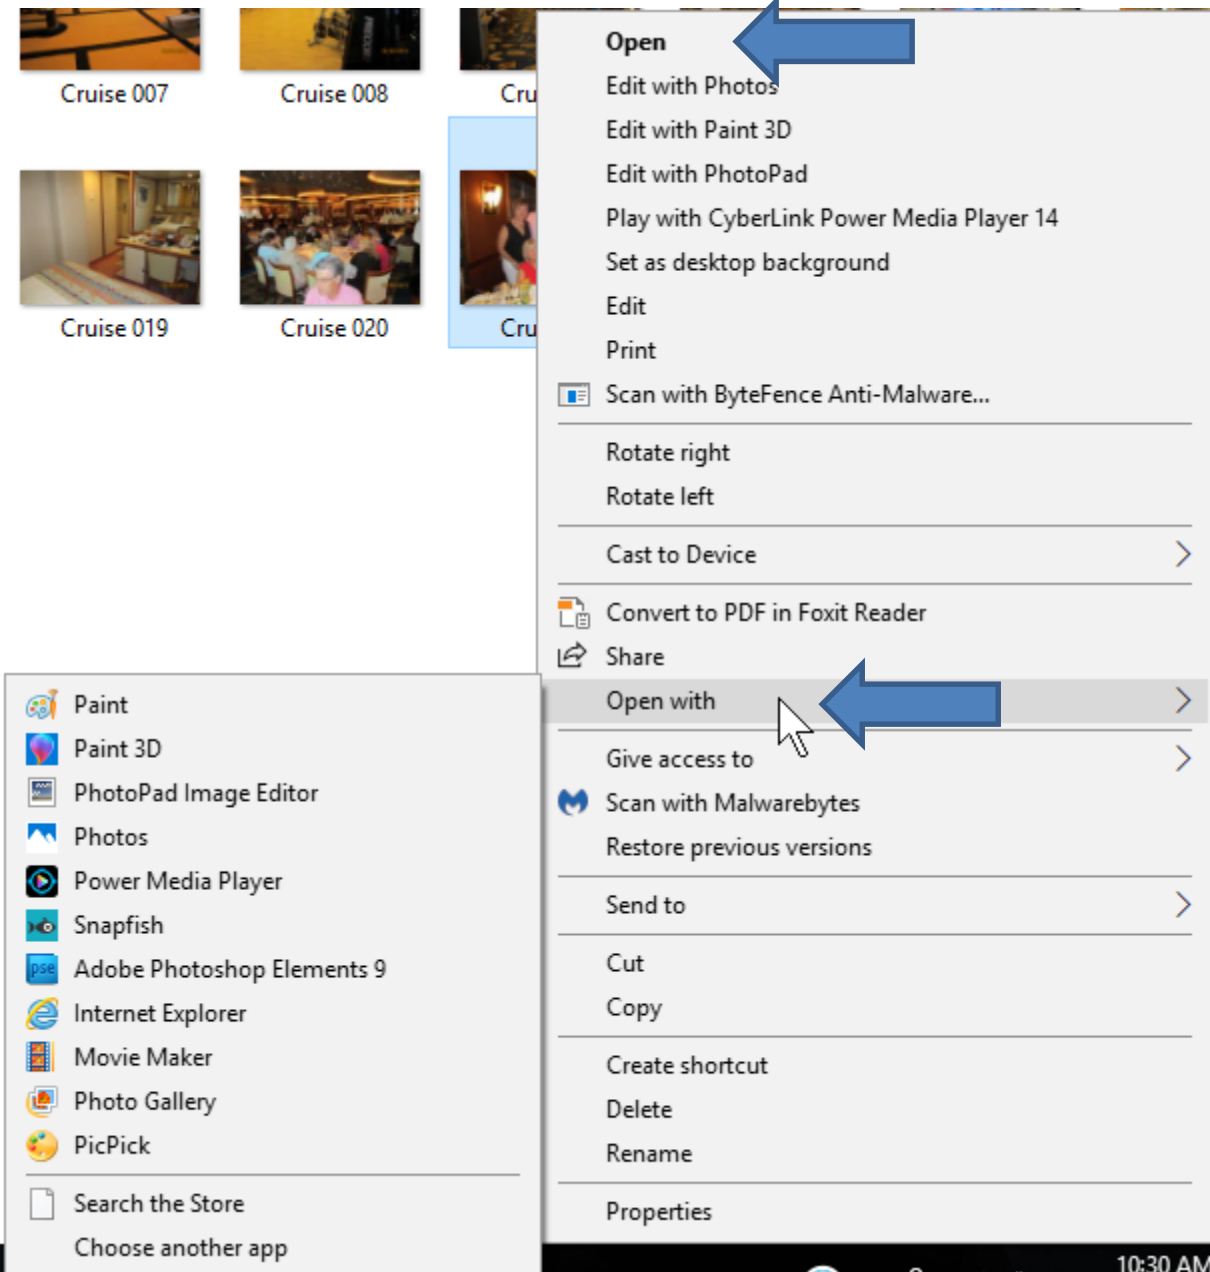 Cruise 007
Cruise 008
Cru
Cruise 019
Cruise 020
Cru
Open
Edit with Photos
Edit with Paint 3D
Edit with PhotoPad
Play with CyberLink Power Media Player 14
Set as desktop background
Edit
Print
Scan with ByteFence Anti-Malware...
Rotate right
Rotate left
Cast to Device
Convert to PDF in Foxit Reader
Share
Open with
Give access to
Scan with Malwarebytes
Restore previous versions
Send to
Cut
Copy
Create shortcut
Delete
Rename
Properties
Paint
Paint 3D
PhotoPad Image Editor
Photos
Power Media Player
Snapfish
pse
Adobe Photoshop Elements 9
Internet Explorer
Movie Maker
Photo Gallery
PicPick
Search the Store
Choose another app
10:30 AM